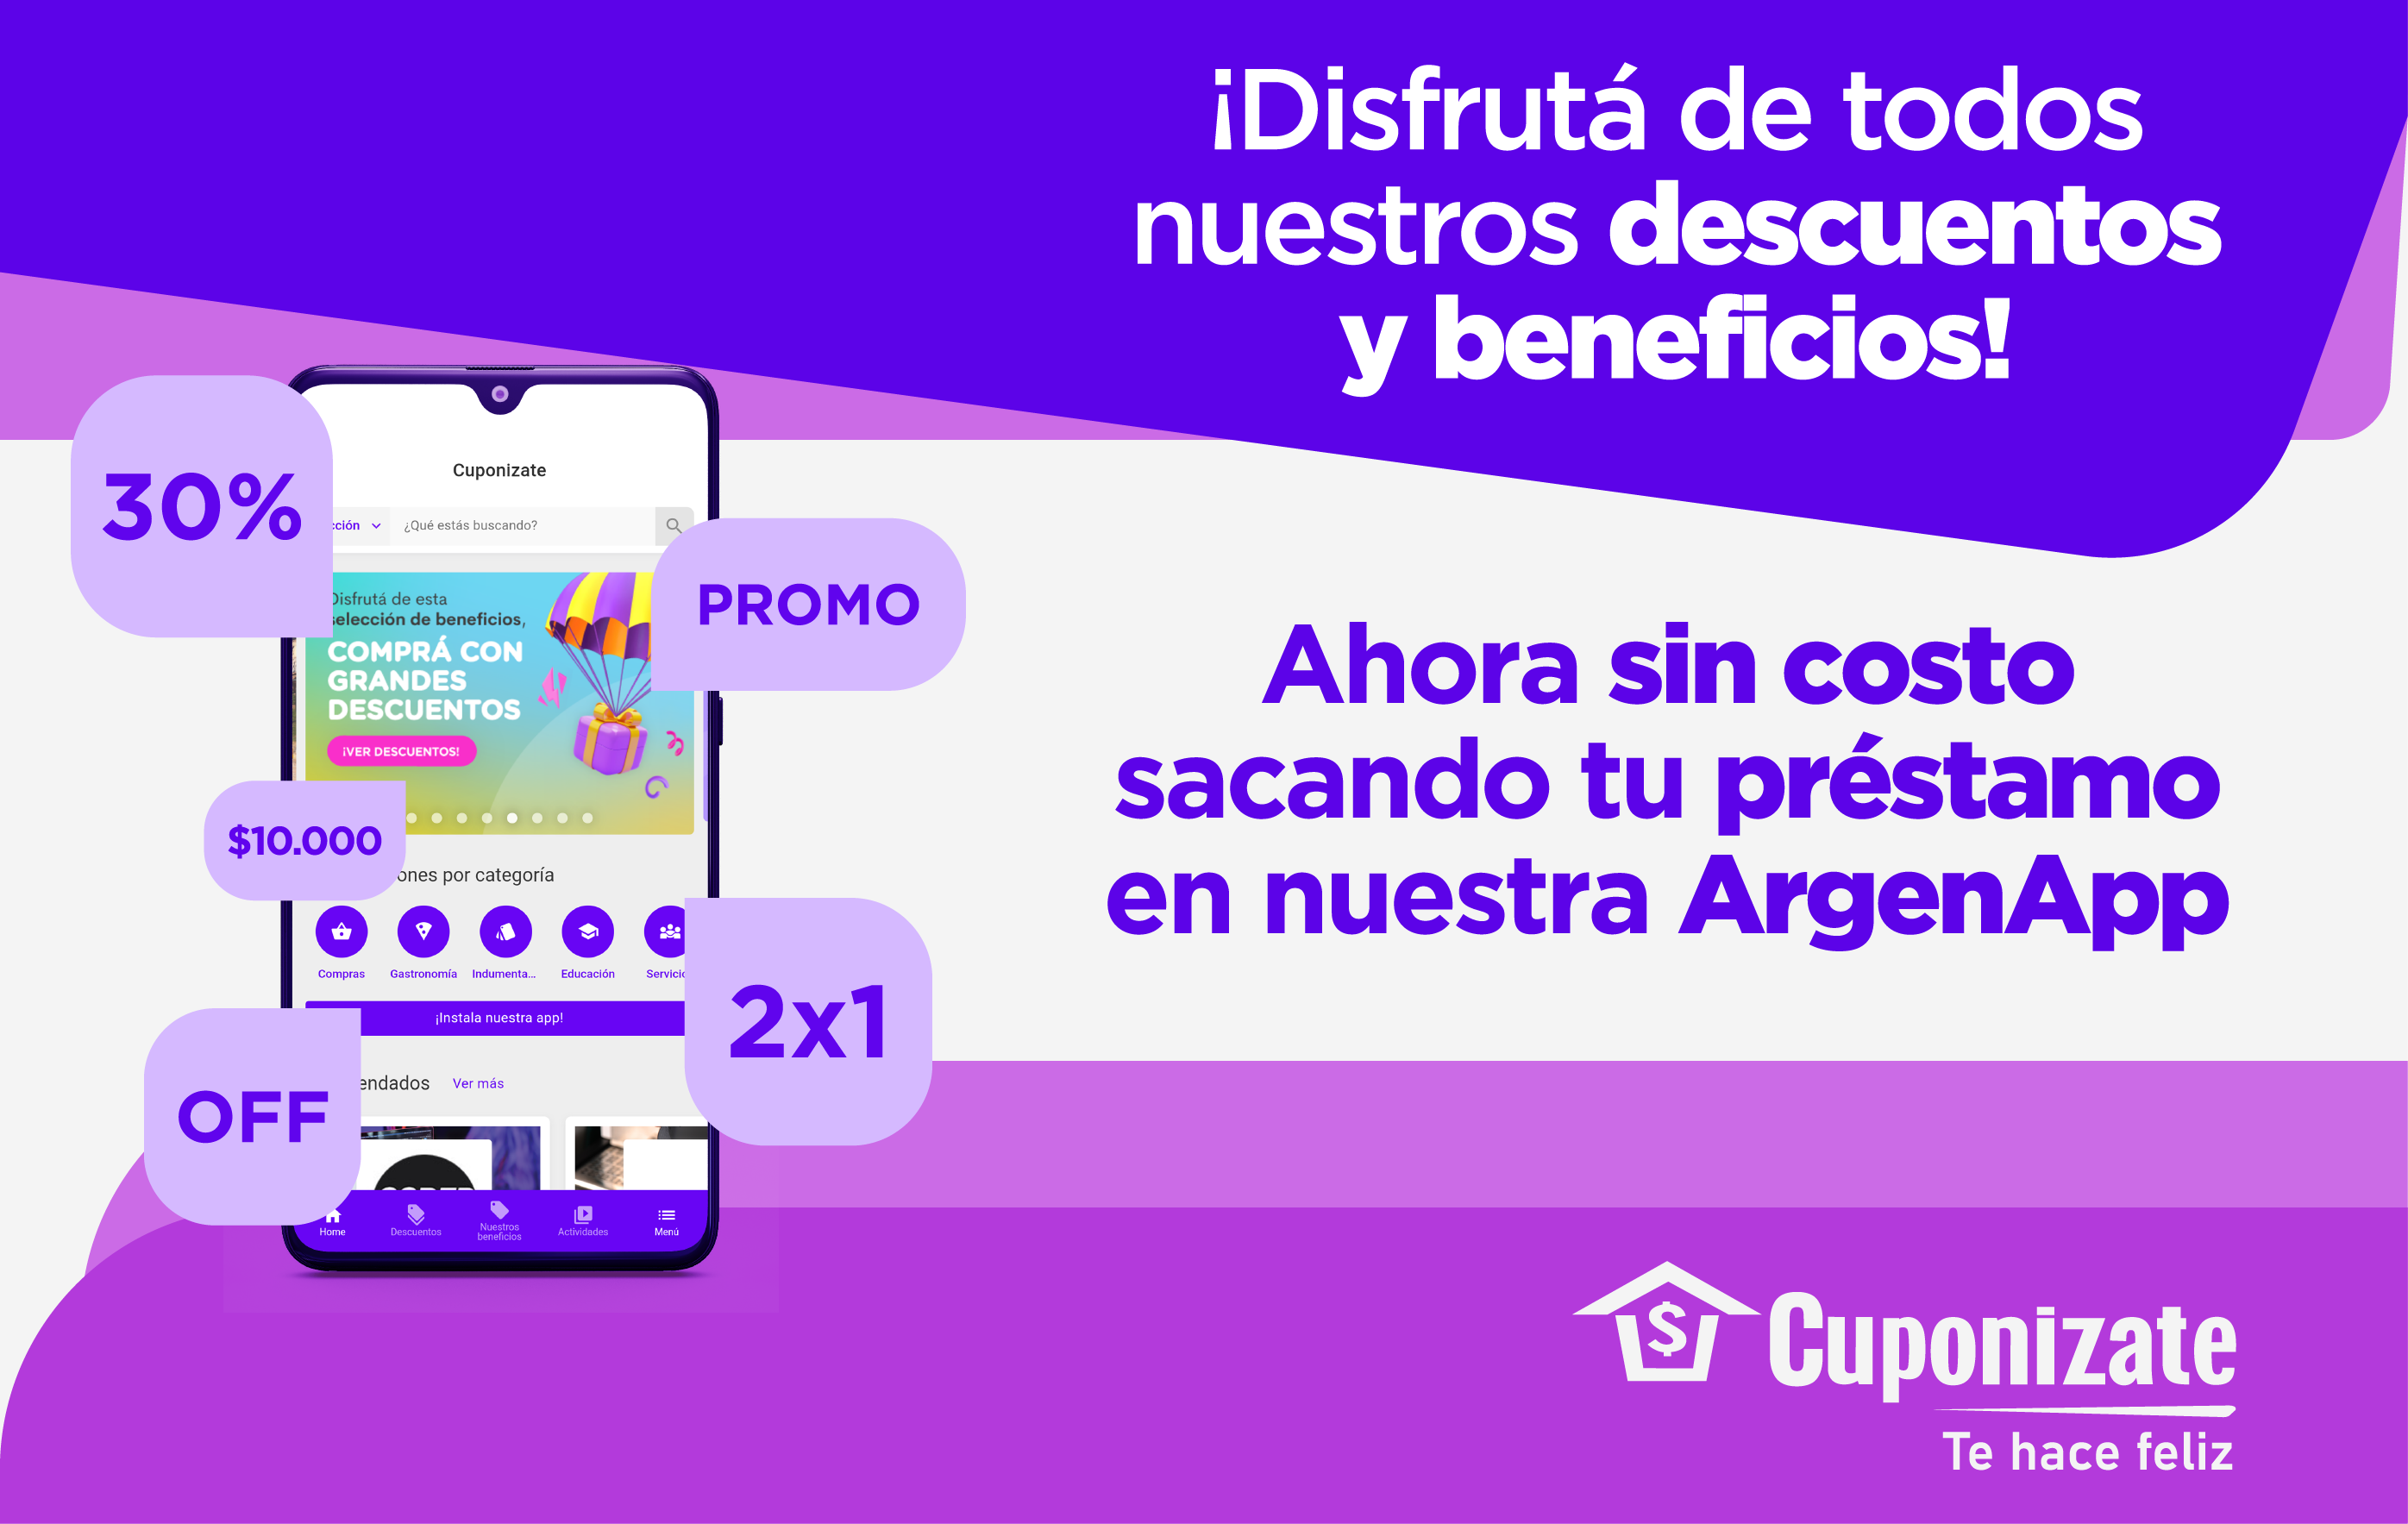 ¡Disfrutá de todos
nuestros descuentos
y beneficios!
30%
Cuponizate
¿Qué estás buscando?
PROMO
Disfrutá de esta
selección de beneficios,
COMPRÁ CON
GRANDES
DESCUENTOS
¡VER DESCUENTOS!
$10.000
por categoría
Compras Gastronomía Indumenta... Educación
¡Instala nuestra app!
2x1
Ver más
OFF
Home Descuentos Nuestros beneficios Actividades Menú
Ahora sin costo
sacando tu préstamo
en nuestra ArgenApp
$
Cuponizate
Te hace feliz